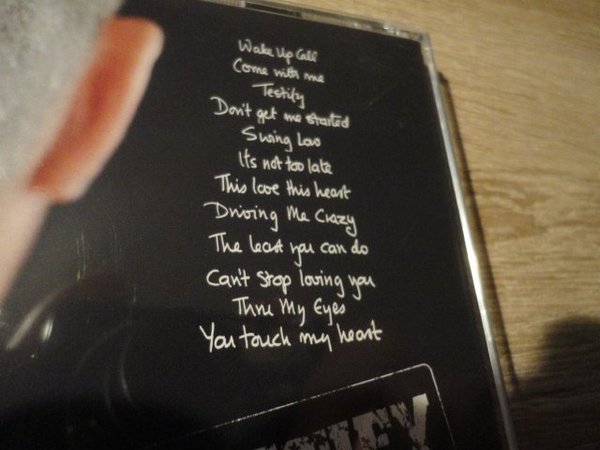 Wake Up Call
Come with me
Testify
Don't get me started
Swing Low
It's not too late
This love this heart
Driving Me Crazy
The least you can do
Can't stop loving you
Thru My Eyes
You touch my heart